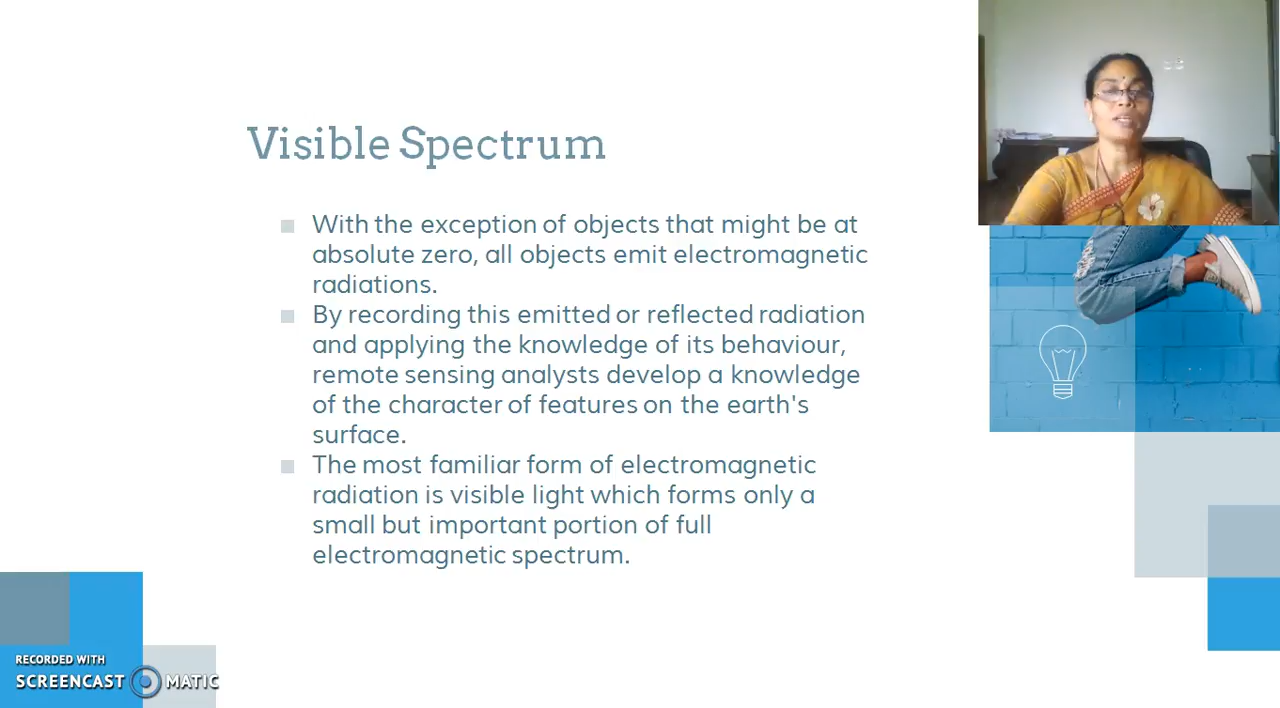 Visible Spectrum
With the exception of objects that might be at
absolute zero, all objects emit electromagnetic
radiations.
By recording this emitted or reflected radiation
and applying the knowledge of its behaviour,
remote sensing analysts develop a knowledge
of the character of features on the earth's
surface.
The most familiar form of electromagnetic
radiation is visible light which forms only a
small but important portion of full
electromagnetic spectrum.
RECORDED WITH
SCREENCAST MATIC